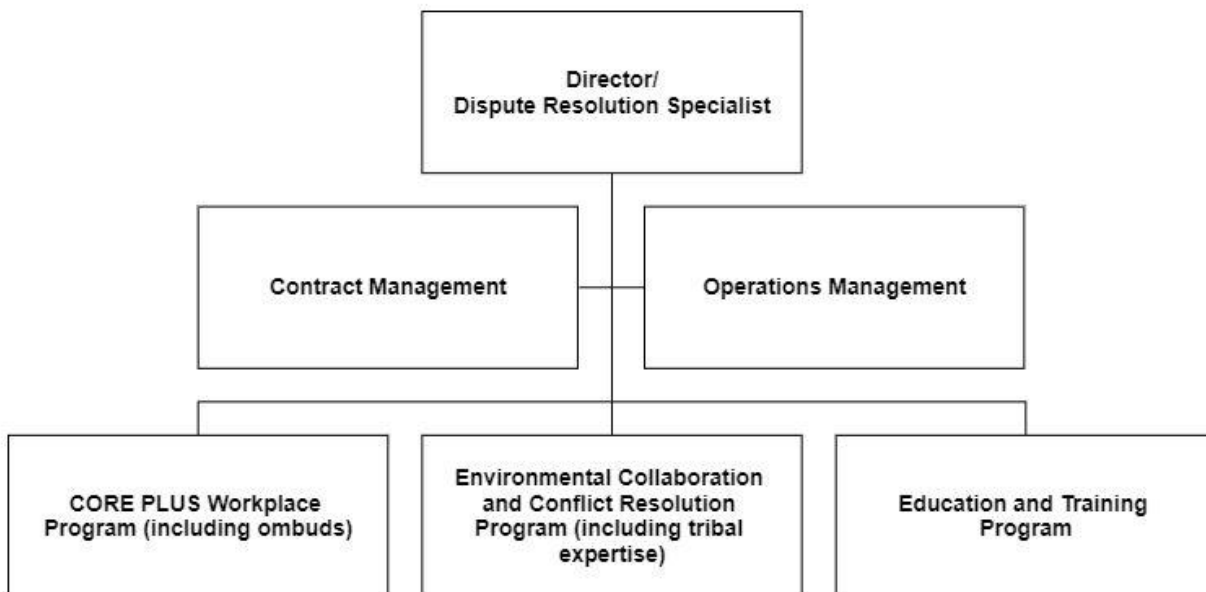 Director/
Dispute Resolution Specialist
Contract Management
Operations Management
CORE PLUS Workplace
Program (including ombuds)
Environmental Collaboration
and Conflict Resolution
Program (including tribal
expertise)
Education and Training
Program